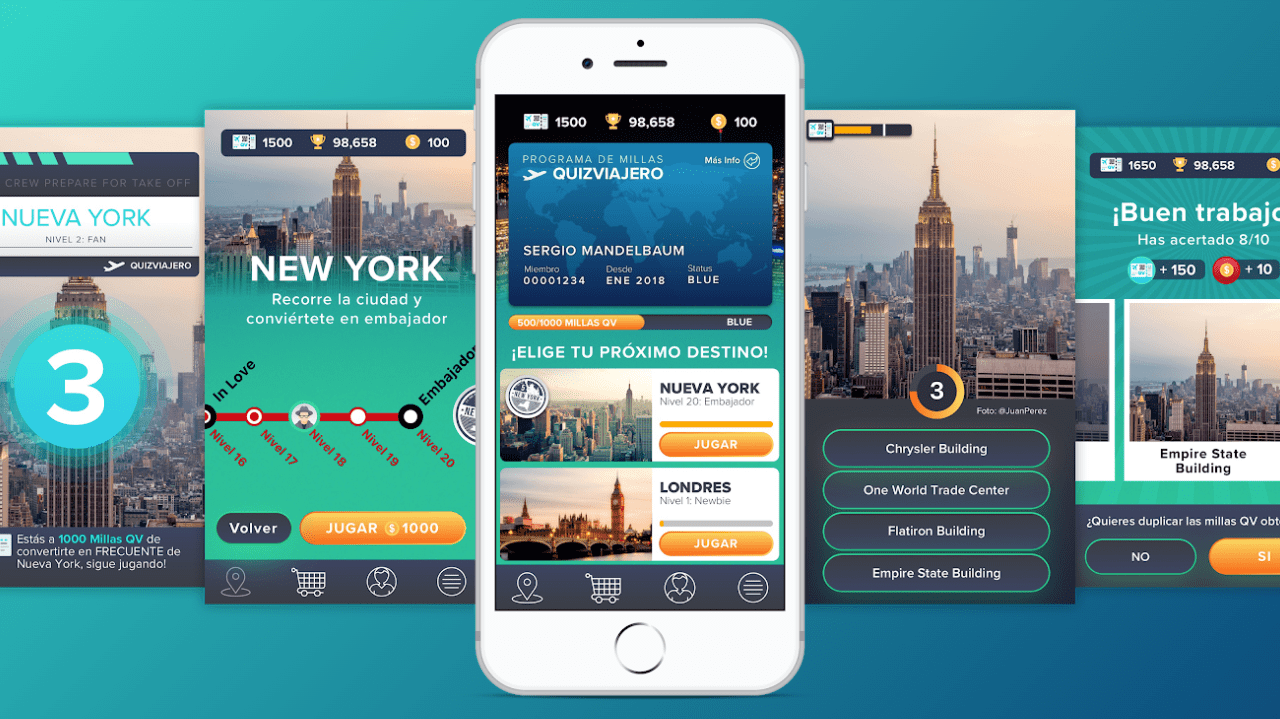 CREW PREPARE FOR TAKE OFF
NUEVA YORK
NIVEL 2: FAN
QUIZVIAJERO
3
Estás a 1000 Millas QV de
convertirte en FRECUENTE de
Nueva York, sigue jugando!
1500 98,658 100
NEW YORK
Recorre la ciudad y
conviértete en embajador
In Love
Embajador
Nivel 16
Nivel 17
Nivel 18
Nivel 19
Nivel 20
Volver
JUGAR $ 1000
1500 98,658 $ 100
PROGRAMA DE MILLAS
Más Info
QUIZVIAJERO
SERGIO MANDELBAUM
Miembro Desde Status
00001234 ENE 2018 BLUE
500/1000 MILLAS QV BLUE
¡ELIGE TU PRÓXIMO DESTINO!
NEW YORK
NUEVA YORK
Nivel 20: Embajador
JUGAR
LONDRES
Nivel 1: Newbie
JUGAR
3
Foto: @JuanPerez
Chrysler Building
One World Trade Center
Flatiron Building
Empire State Building
1650 98,658
¡Buen trabajo
Has acertado 8/10
+ 150 $ + 10
Empire State
Building
¿Quieres duplicar las millas QV obt
NO
SI